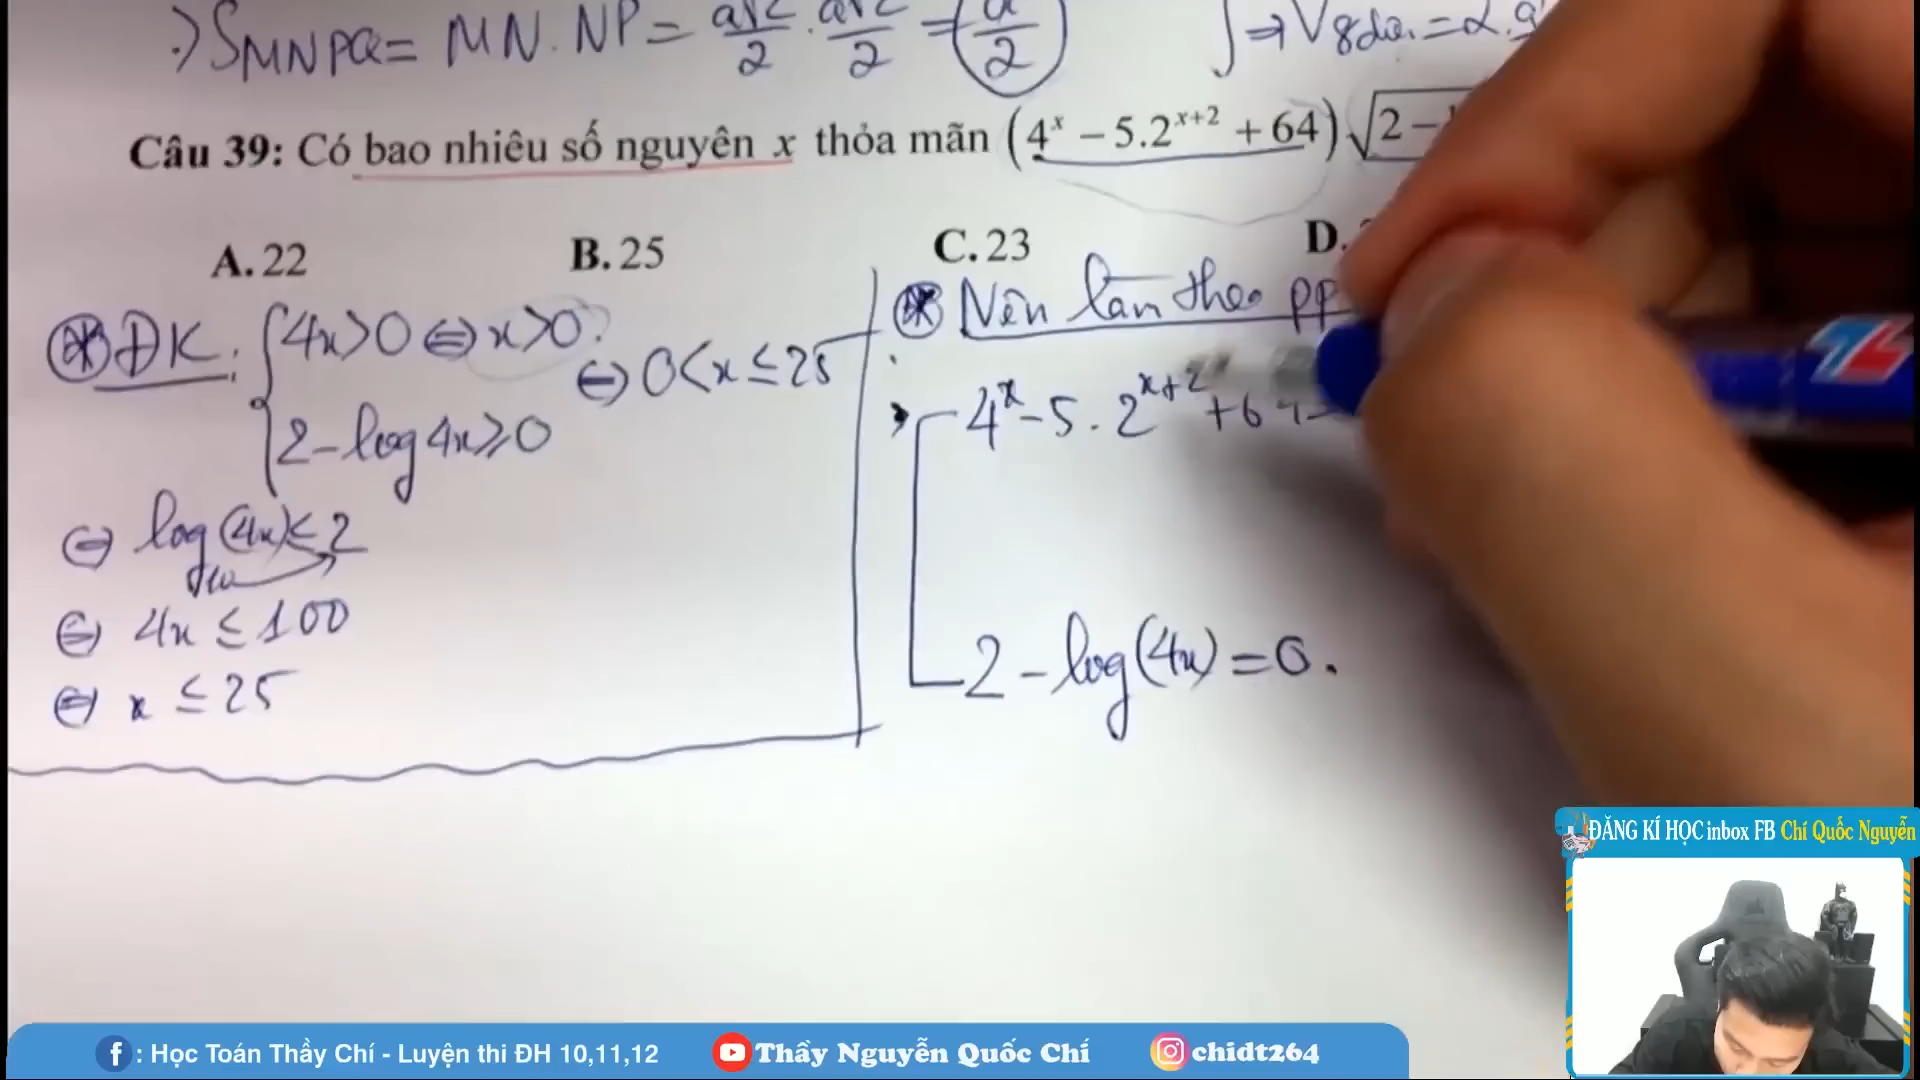 .) S MNPQ = MN . NP = a√2/2 . a√2/2 = a/2
⇒ V8
Câu 39: Có bao nhiêu số nguyên x thỏa mãn (4^x − 5.2^{x+2} + 64) √2 −
A. 22 B. 25 C. 23 D.
ĐK: { 4x > 0 ⇔ x > 0.
2 − log 4x ≥ 0
⇔ 0 < x ≤ 25
⇔ log(4x) ≤ 2
10
⇔ 4x ≤ 100
⇔ x ≤ 25
Nên làm theo pp
4^x − 5 . 2^{x+2} + 64
2 − log(4x) = 0.
ĐĂNG KÍ HỌC inbox FB Chí Quốc Nguyễn
f : Học Toán Thầy Chí - Luyện thi ĐH 10,11,12 Thầy Nguyễn Quốc Chí chidt264